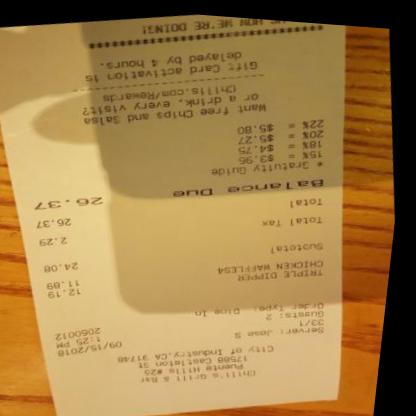 Chili's Grill & Bar
Puente Hills #26
17588 Castleton St
City of Industry, CA 91748
Server: Jose S 09/15/2018
33/1 1:25 PM
Guests: 2 2060012
Order Type: Dine In
TRIPLE DIPPER 12.19
CHICKEN WAFFLES4 11.89
Subtotal 24.08
Total Tax 2.29
Total 26.37
Balance Due 26.37
* Gratuity Guide
15% = $3.95
18% = $4.75
20% = $5.27
22% = $5.80
Want free Chips and Salsa
or a drink, every visit?
Chilis.com/Rewards
Gift Card activation is
delayed by 4 hours.
HOW WE'RE DOING!